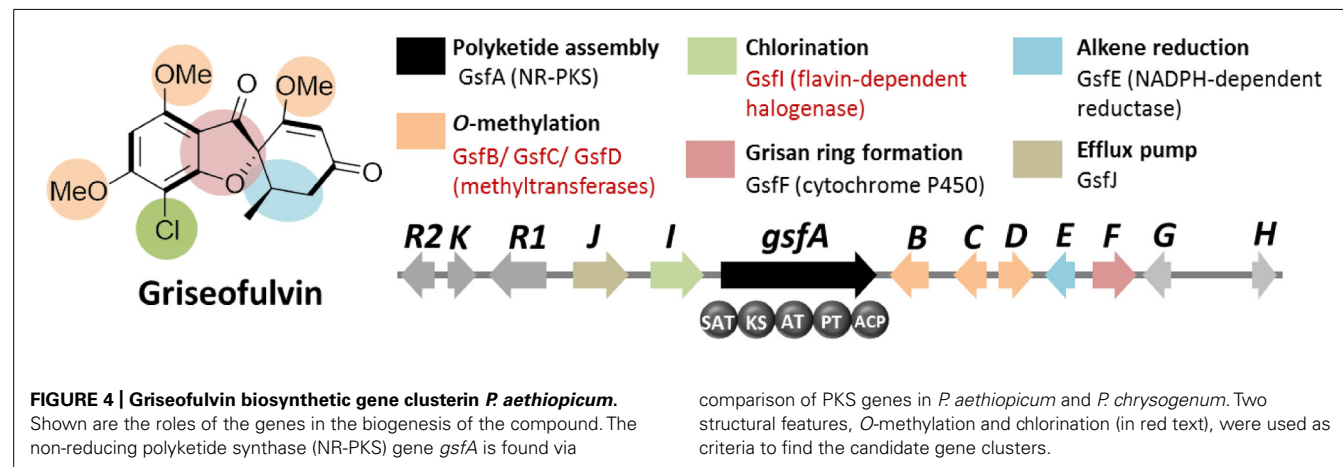 OMe
OMe
O
O
O
MeO
Cl
Griseofulvin
Polyketide assembly
GsfA (NR-PKS)
O-methylation
GsfB/ GsfC/ GsfD
(methyltransferases)
Chlorination
GsfI (flavin-dependent
halogenase)
Grisan ring formation
GsfF (cytochrome P450)
Alkene reduction
GsfE (NADPH-dependent
reductase)
Efflux pump
GsfJ
R2 K R1 J I gsfA B C D E F G H
SAT KS AT PT ACP
FIGURE 4 | Griseofulvin biosynthetic gene clusterin P. aethiopicum.
Shown are the roles of the genes in the biogenesis of the compound. The
non-reducing polyketide synthase (NR-PKS) gene gsfA is found via
comparison of PKS genes in P. aethiopicum and P. chrysogenum. Two
structural features, O-methylation and chlorination (in red text), were used as
criteria to find the candidate gene clusters.